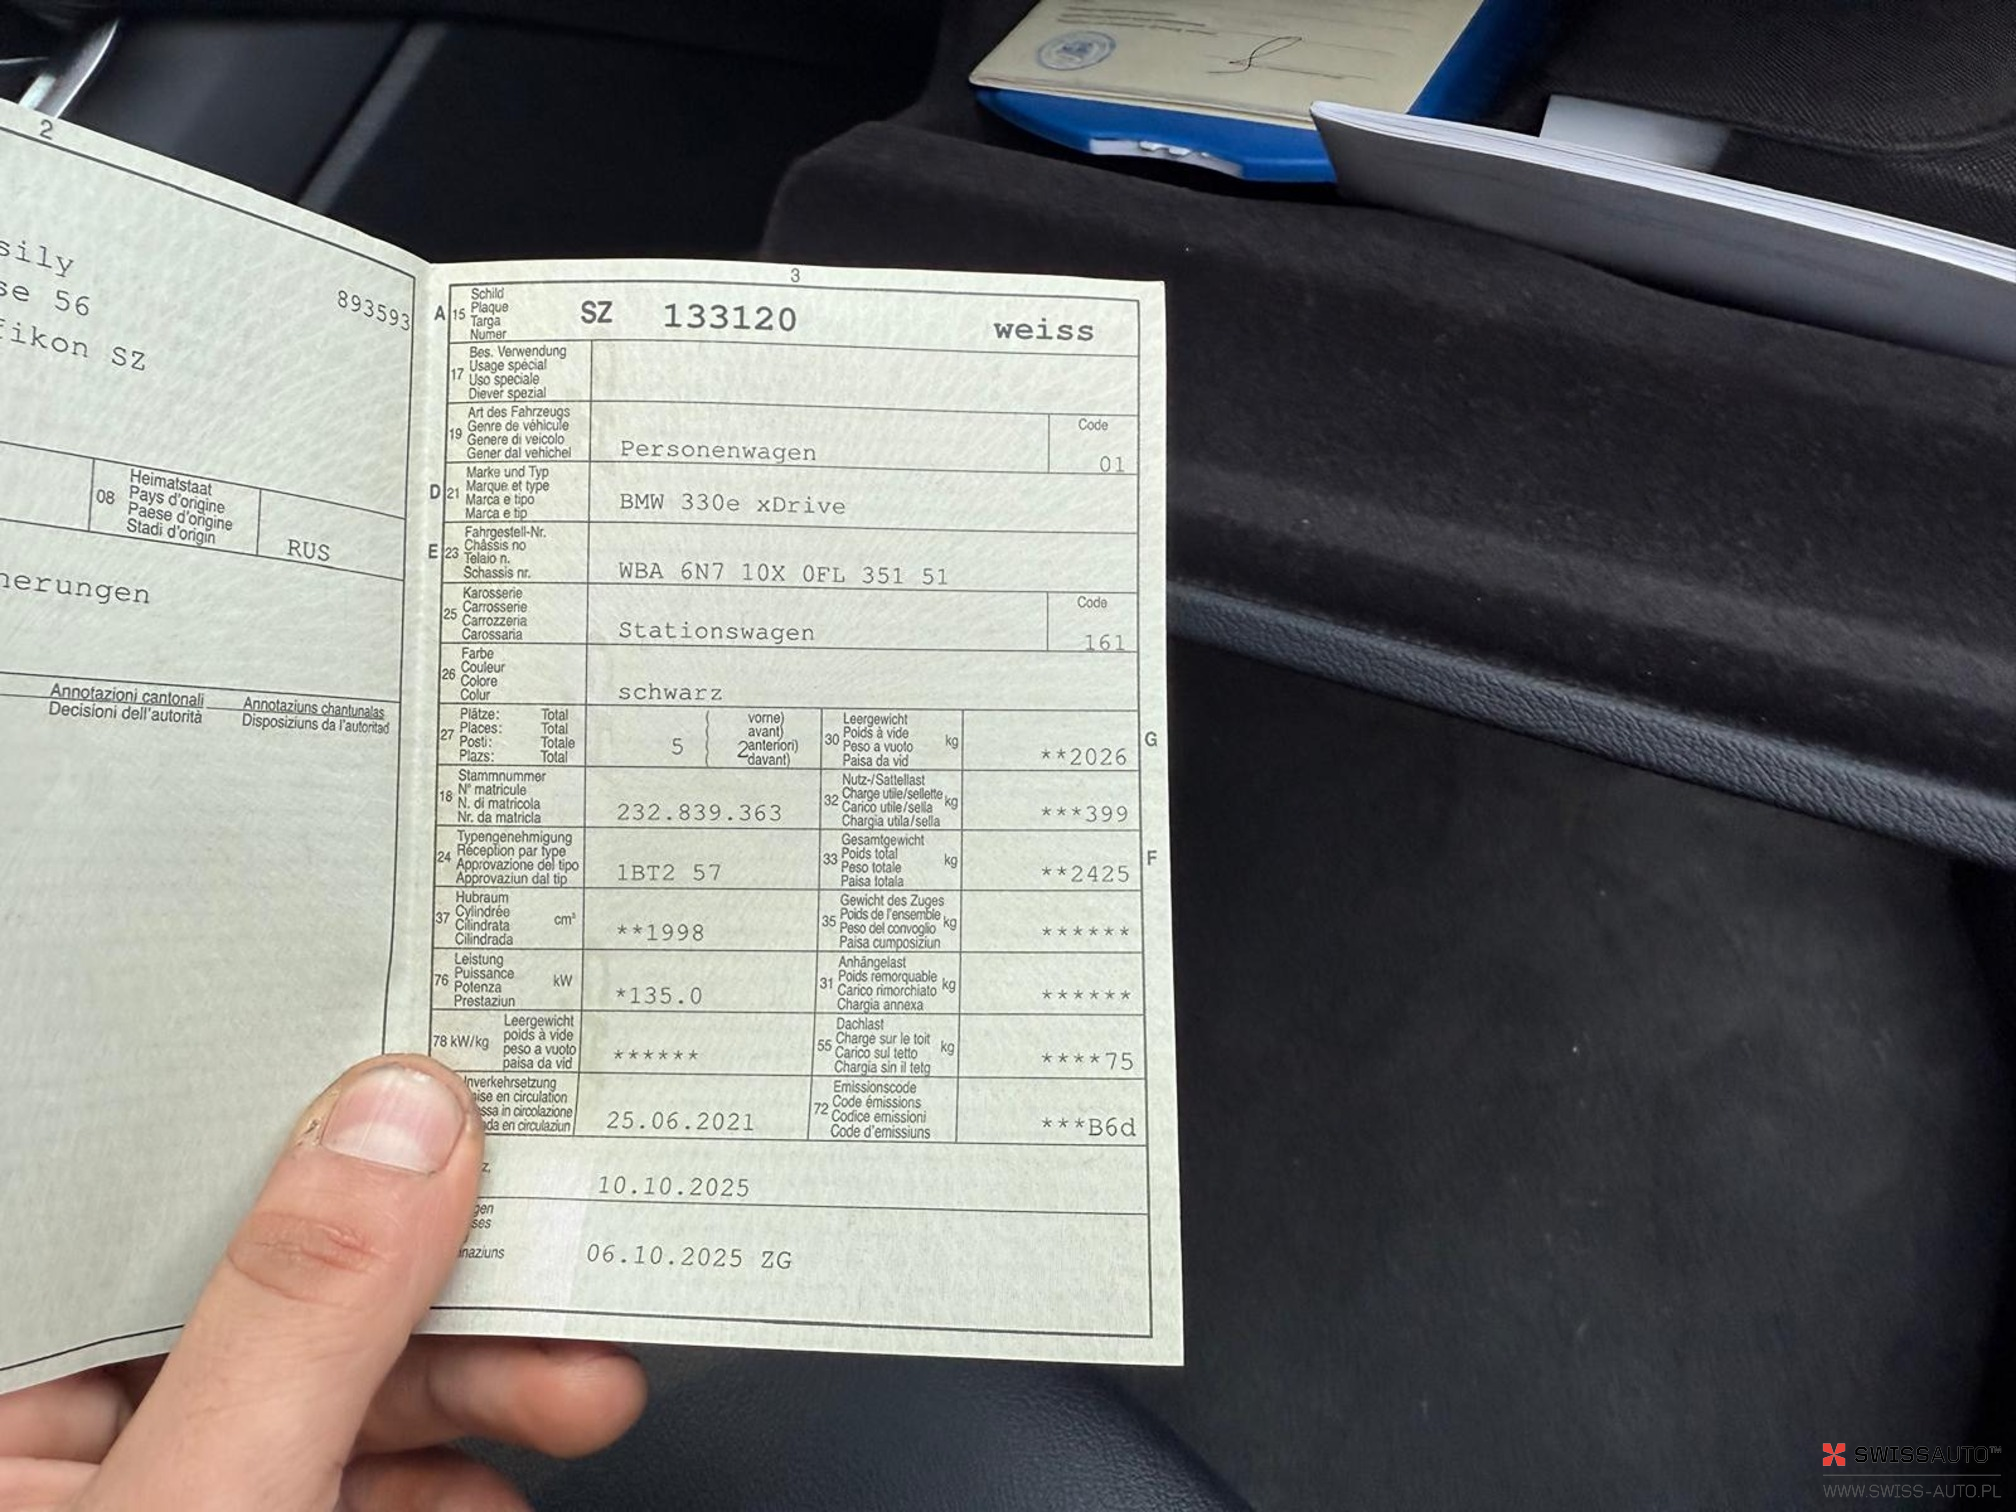 2
sily
se 56
893593
fikon SZ
08
Heimatstaat
Pays d'origine
Paese d'origine
Stadi d'origin
RUS
nerungen
Annotazioni cantonali
Decisioni dell'autorità
Annotaziuns chantunalas
Disposiziuns da l'autoritad
3
A 15
Schild
Plaque
Targa
Numer
SZ 133120 weiss
17
Bes. Verwendung
Usage spécial
Uso speciale
Diever spezial
19
Art des Fahrzeugs
Genre de véhicule
Genere di veicolo
Gener dal vehichel
Personenwagen
Code
01
D 21
Marke und Typ
Marque et type
Marca e tipo
Marca e tip
BMW 330e xDrive
E 23
Fahrgestell-Nr.
Châssis no
Telaio n.
Schassis nr.
WBA 6N7 10X 0FL 351 51
25
Karosserie
Carrosserie
Carrozzeria
Carossaria
Stationswagen
Code
161
26
Farbe
Couleur
Colore
Colur
schwarz
27
Plätze: Total
Places: Total
Posti: Totale
Plazs: Total
5
( vorne)
avant)
2 anteriori)
( davant)
30
Leergewicht
Poids à vide
Peso a vuoto kg
Paisa da vid
**2026
G
18
Stammnummer
N° matricule
N. di matricola
Nr. da matricla
232.839.363
32
Nutz-/Sattellast
Charge utile/sellette
Carico utile/sella kg
Chargia utila/sella
***399
24
Typengenehmigung
Réception par type
Approvazione del tipo
Approvaziun dal tip
1BT2 57
33
Gesamtgewicht
Poids total
Peso totale kg
Paisa totala
**2425
F
37
Hubraum
Cylindrée
Cilindrata cm³
Cilindrada
**1998
35
Gewicht des Zuges
Poids de l'ensemble
Peso del convoglio kg
Paisa cumposiziun
******
76
Leistung
Puissance
Potenza kW
Prestaziun
*135.0
31
Anhängelast
Poids remorquable
Carico rimorchiato kg
Chargia annexa
******
78 kW/kg
Leergewicht
poids à vide
peso a vuoto
paisa da vid
******
55
Dachlast
Charge sur le toit
Carico sul tetto kg
Chargia sin il tetg
****75
Inverkehrsetzung
ise en circulation
ssa in circolazione
da en circulaziun
25.06.2021
72
Emissionscode
Code émissions
Codice emissioni
Code d'emissiuns
***B6d
z.
10.10.2025
gen
ses
naziuns
06.10.2025 ZG
SWISSAUTO™
WWW.SWISS-AUTO.PL